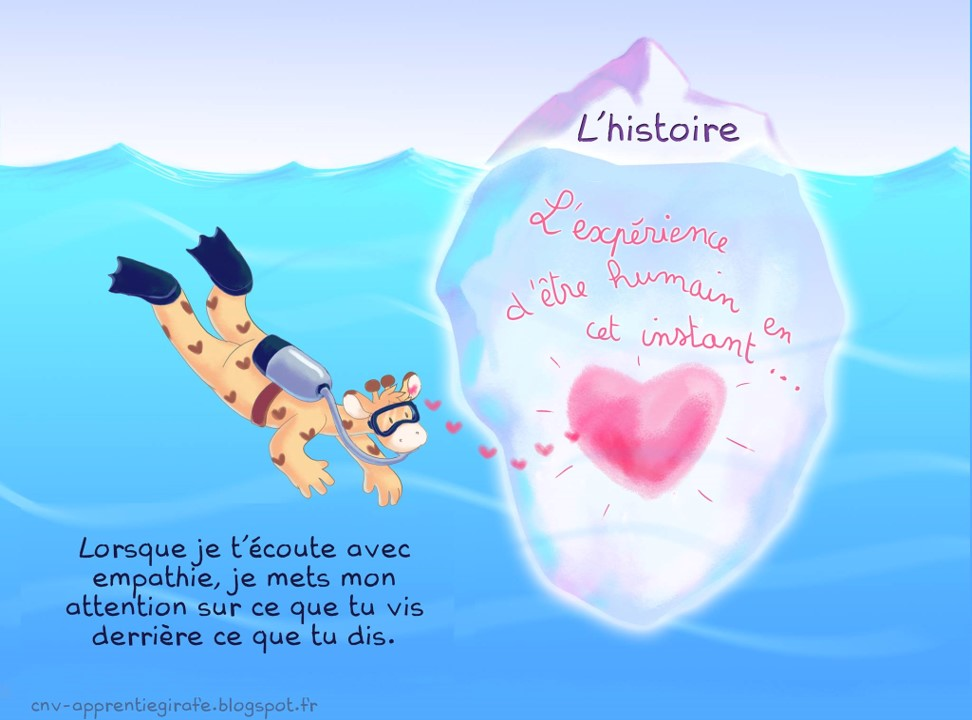 L'histoire
L'expérience
d'être humain en
cet instant ...
Lorsque je t'écoute avec
empathie, je mets mon
attention sur ce que tu vis
derrière ce que tu dis.
cnv-apprentiegirafe.blogspot.fr